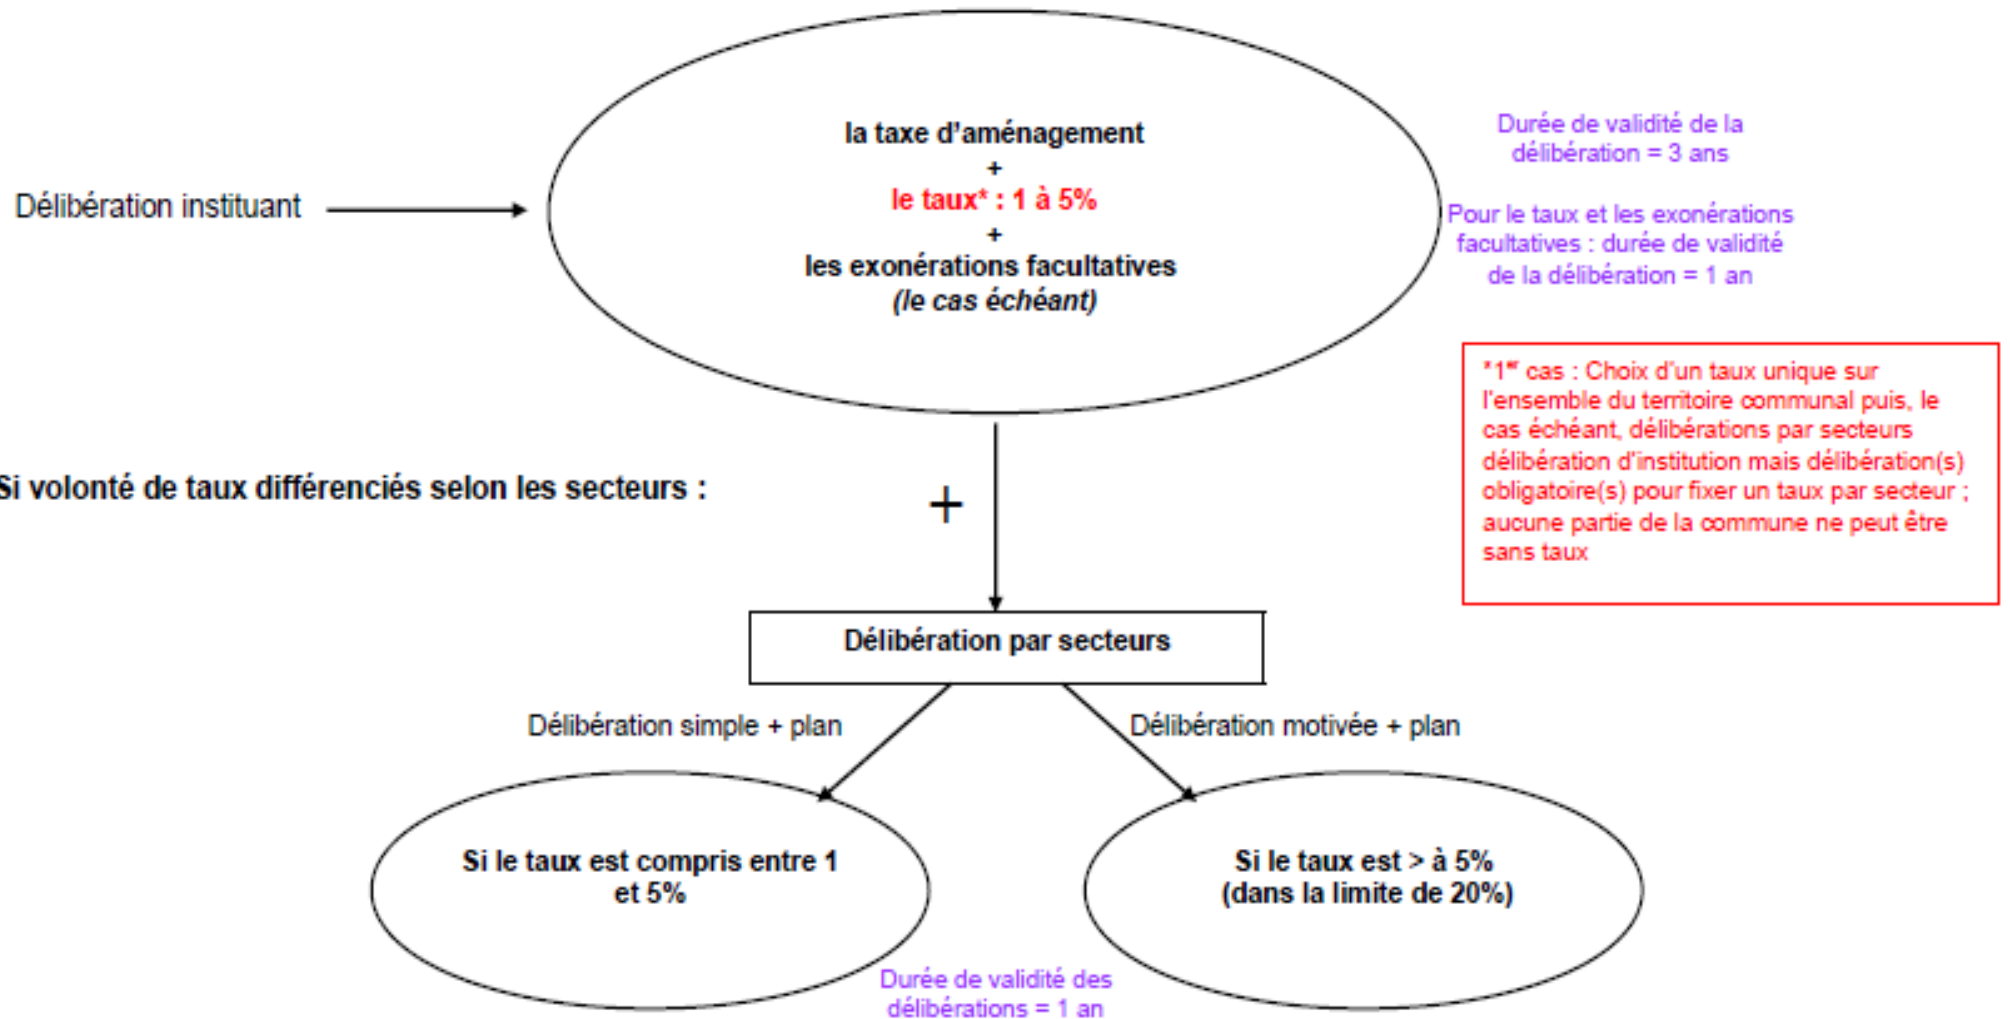 la taxe d'aménagement
+
le taux* : 1 à 5%
+
les exonérations facultatives
(le cas échéant)
Délibération instituant
Durée de validité de la
délibération = 3 ans
Pour le taux et les exonérations
facultatives : durée de validité
de la délibération = 1 an
*1er cas : Choix d'un taux unique sur
l'ensemble du territoire communal puis, le
cas échéant, délibérations par secteurs
délibération d'institution mais délibération(s)
obligatoire(s) pour fixer un taux par secteur ;
aucune partie de la commune ne peut être
sans taux
Si volonté de taux différenciés selon les secteurs :
+
Délibération par secteurs
Délibération simple + plan
Délibération motivée + plan
Si le taux est compris entre 1
et 5%
Si le taux est > à 5%
(dans la limite de 20%)
Durée de validité des
délibérations = 1 an